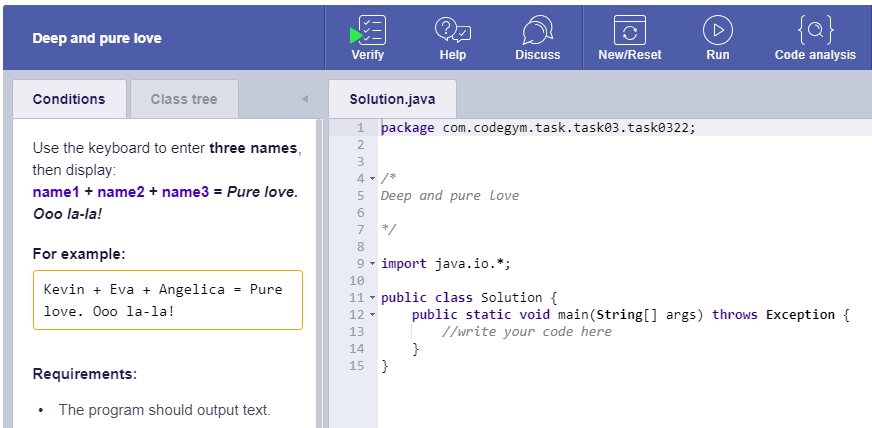 Deep and pure love
Verify
Help
Discuss
New/Reset
Run
Code analysis
Conditions
Class tree
Use the keyboard to enter three names,
then display:
name1 + name2 + name3 = Pure love.
Ooo la-la!
For example:
Kevin + Eva + Angelica = Pure
love. Ooo la-la!
Requirements:
• The program should output text.
Solution.java
1 package com.codegym.task.task03.task0322;
2
3
4 /*
5 Deep and pure love
6
7 */
8
9 import java.io.*;
10
11 public class Solution {
12     public static void main(String[] args) throws Exception {
13         //write your code here
14     }
15 }